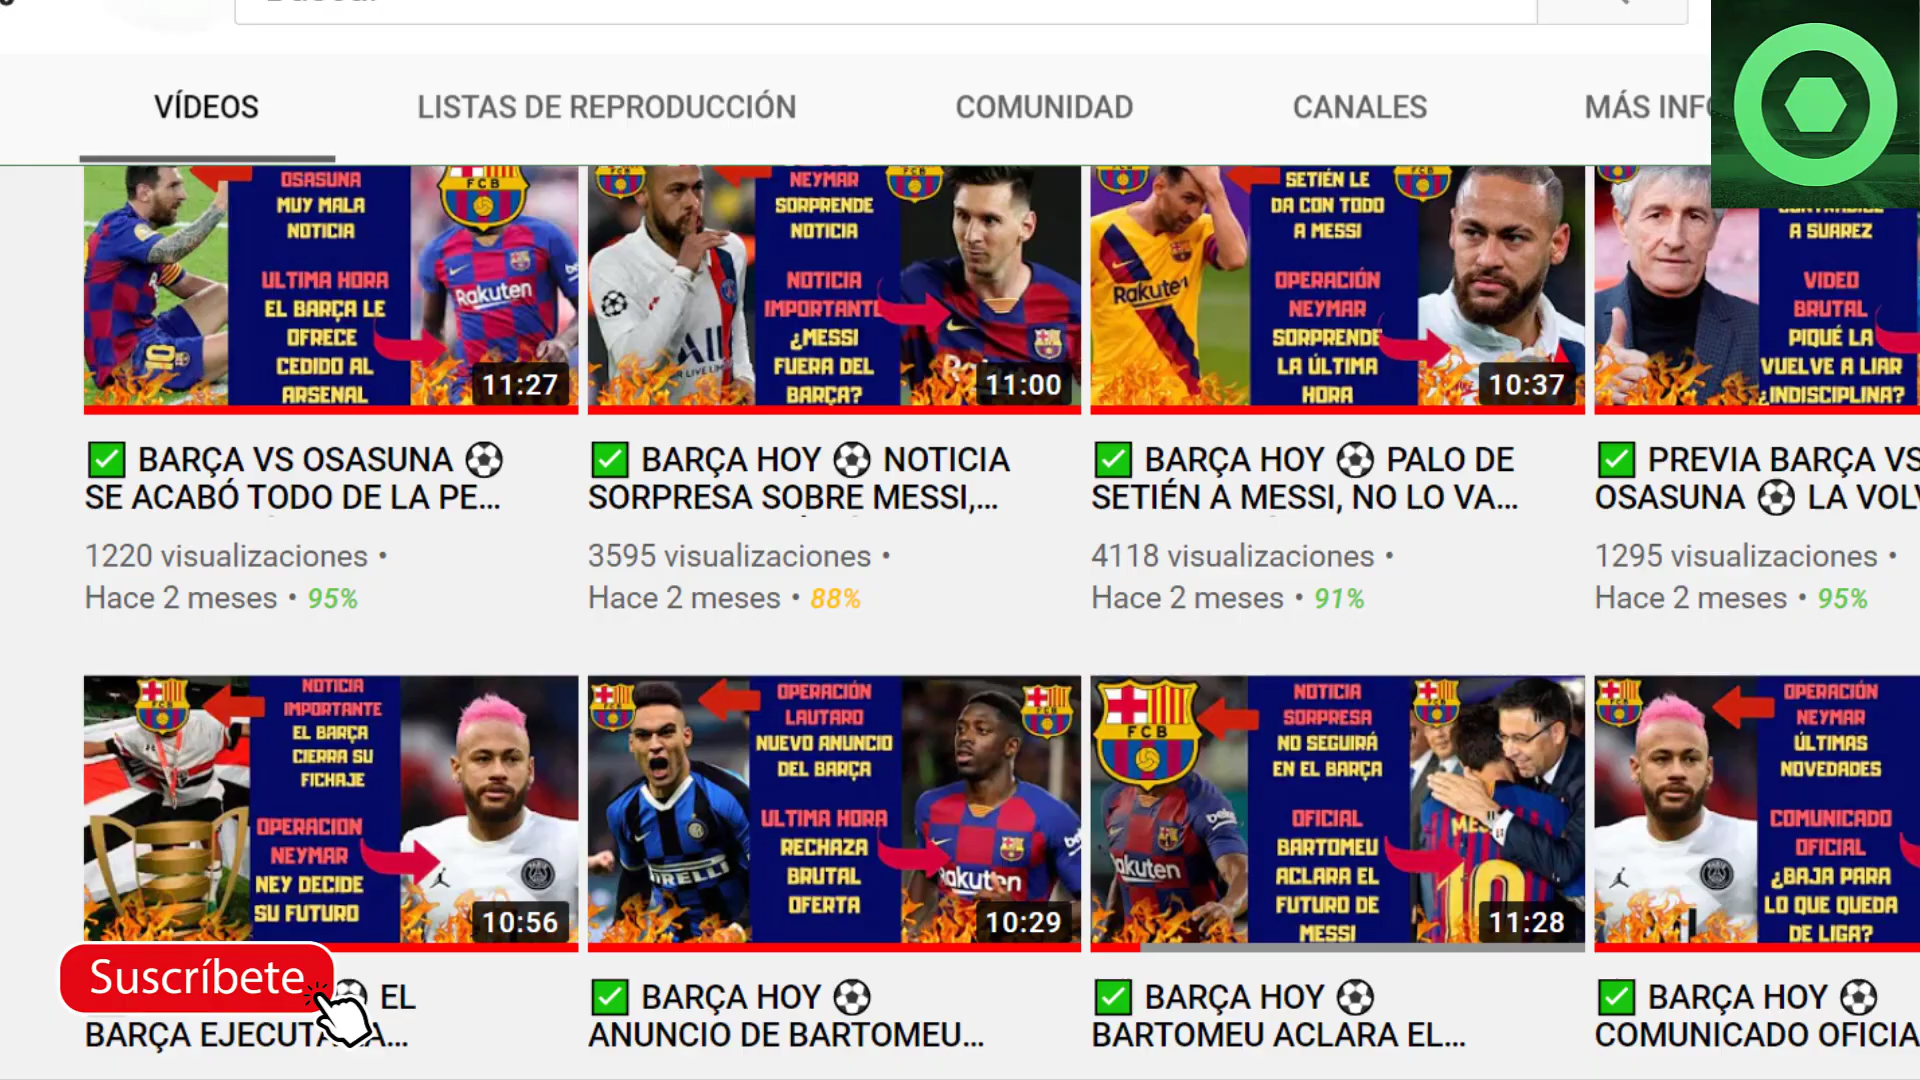 VÍDEOS
LISTAS DE REPRODUCCIÓN
COMUNIDAD
CANALES
MÁS INFO
OSASUNA
MUY MALA
NOTICIA
ULTIMA HORA
EL BARÇA LE
OFRECE
CEDIDO AL
ARSENAL
FCB
Rakuten
10
11:27
NEYMAR
SORPRENDE
NOTICIA
NOTICIA
IMPORTANTE
¿MESSI
FUERA DEL
BARÇA?
11:00
SETIÉN LE
DA CON TODO
A MESSI
OPERACIÓN
NEYMAR
SORPRENDE
LA ÚLTIMA
HORA
Rakuten
10:37
A SUAREZ
VIDEO
BRUTAL
PIQUÉ LA
VUELVE A LIAR
¿INDISCIPLINA?
✅ BARÇA VS OSASUNA ⚽
SE ACABÓ TODO DE LA PE...
1220 visualizaciones •
Hace 2 meses • 95%
✅ BARÇA HOY ⚽ NOTICIA
SORPRESA SOBRE MESSI,...
3595 visualizaciones •
Hace 2 meses • 88%
✅ BARÇA HOY ⚽ PALO DE
SETIÉN A MESSI, NO LO VA...
4118 visualizaciones •
Hace 2 meses • 91%
✅ PREVIA BARÇA VS
OSASUNA ⚽ LA VOLV
1295 visualizaciones •
Hace 2 meses • 95%
NOTICIA
IMPORTANTE
EL BARÇA
CIERRA SU
FICHAJE
OPERACION
NEYMAR
NEY DECIDE
SU FUTURO
10:56
OPERACIÓN
LAUTARO
NUEVO ANUNCIO
DEL BARÇA
ULTIMA HORA
RECHAZA
BRUTAL
OFERTA
10:29
FCB
NOTICIA
SORPRESA
NO SEGUIRÁ
EN EL BARÇA
OFICIAL
BARTOMEU
ACLARA EL
FUTURO DE
MESSI
10
11:28
OPERACIÓN
NEYMAR
ÚLTIMAS
NOVEDADES
COMUNICADO
OFICIAL
¿BAJA PARA
LO QUE QUEDA
DE LIGA?
Suscríbete
⚽ EL
BARÇA EJECUTA
✅ BARÇA HOY ⚽
ANUNCIO DE BARTOMEU...
✅ BARÇA HOY ⚽
BARTOMEU ACLARA EL...
✅ BARÇA HOY ⚽
COMUNICADO OFICIA